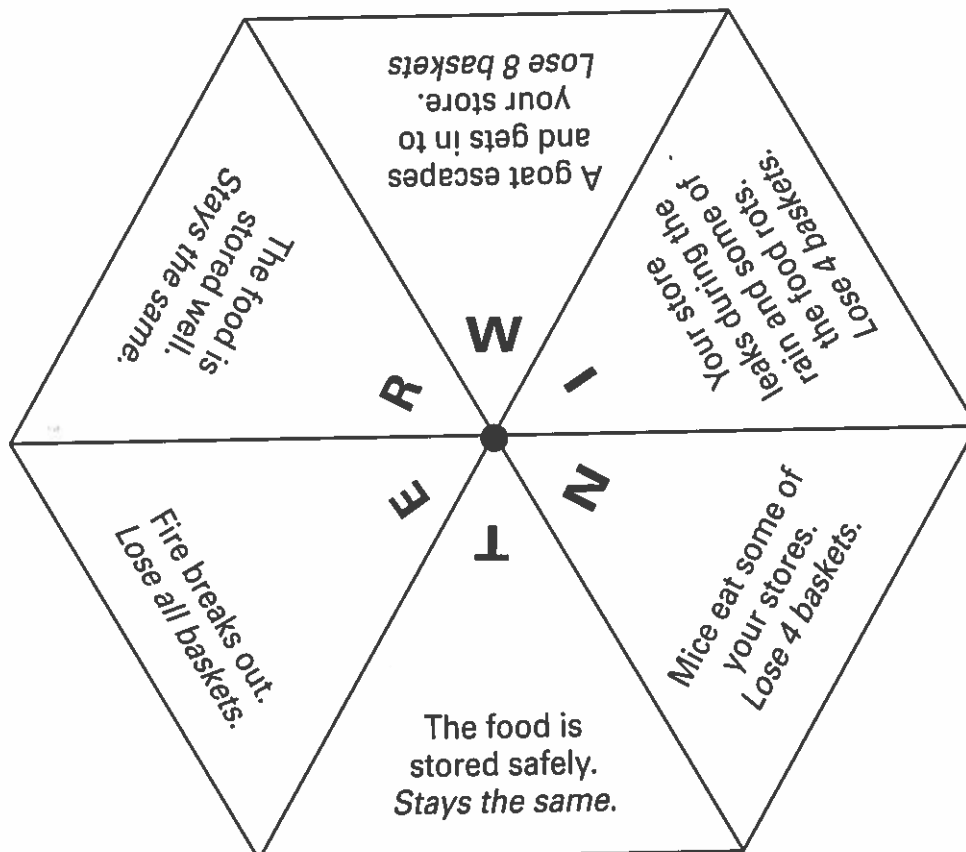 A goat escapes
and gets in to
your store.
Lose 8 baskets
Your store
leaks during the
rain and some of
the food rots.
Lose 4 baskets.
Mice eat some of
your stores.
Lose 4 baskets.
The food is
stored safely.
Stays the same.
Fire breaks out.
Lose all baskets.
The food is
stored well.
Stays the same.
W
I
N
T
E
R